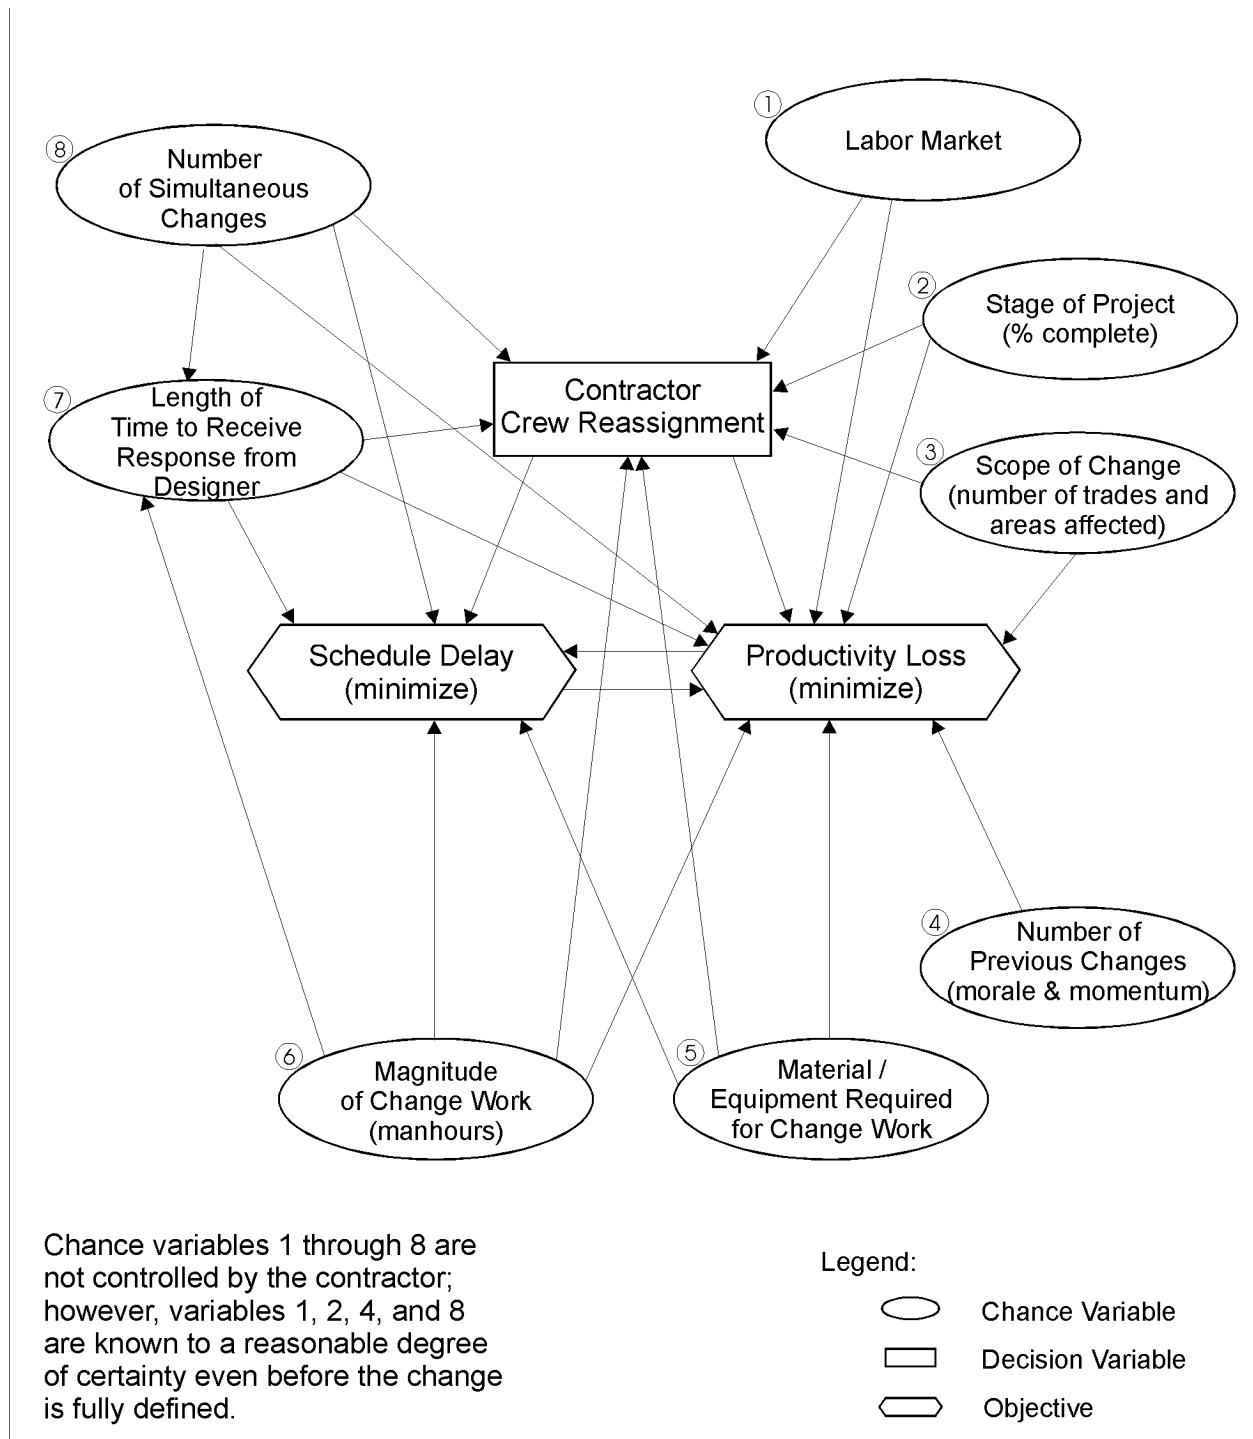 1
Labor Market
8
Number
of Simultaneous
Changes
2
Stage of Project
(% complete)
Contractor
Crew Reassignment
7
Length of
Time to Receive
Response from
Designer
3
Scope of Change
(number of trades and
areas affected)
Schedule Delay
(minimize)
Productivity Loss
(minimize)
4
Number of
Previous Changes
(morale & momentum)
6
Magnitude
of Change Work
(manhours)
5
Material /
Equipment Required
for Change Work
Chance variables 1 through 8 are
not controlled by the contractor;
however, variables 1, 2, 4, and 8
are known to a reasonable degree
of certainty even before the change
is fully defined.
Legend:
Chance Variable
Decision Variable
Objective